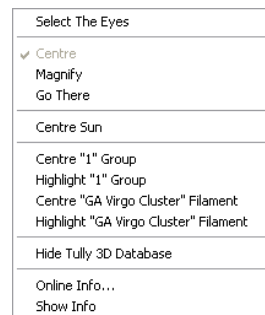 Select The Eyes
Centre
Magnify
Go There
Centre Sun
Centre "1" Group
Highlight "1" Group
Centre "GA Virgo Cluster" Filament
Highlight "GA Virgo Cluster" Filament
Hide Tully 3D Database
Online Info...
Show Info